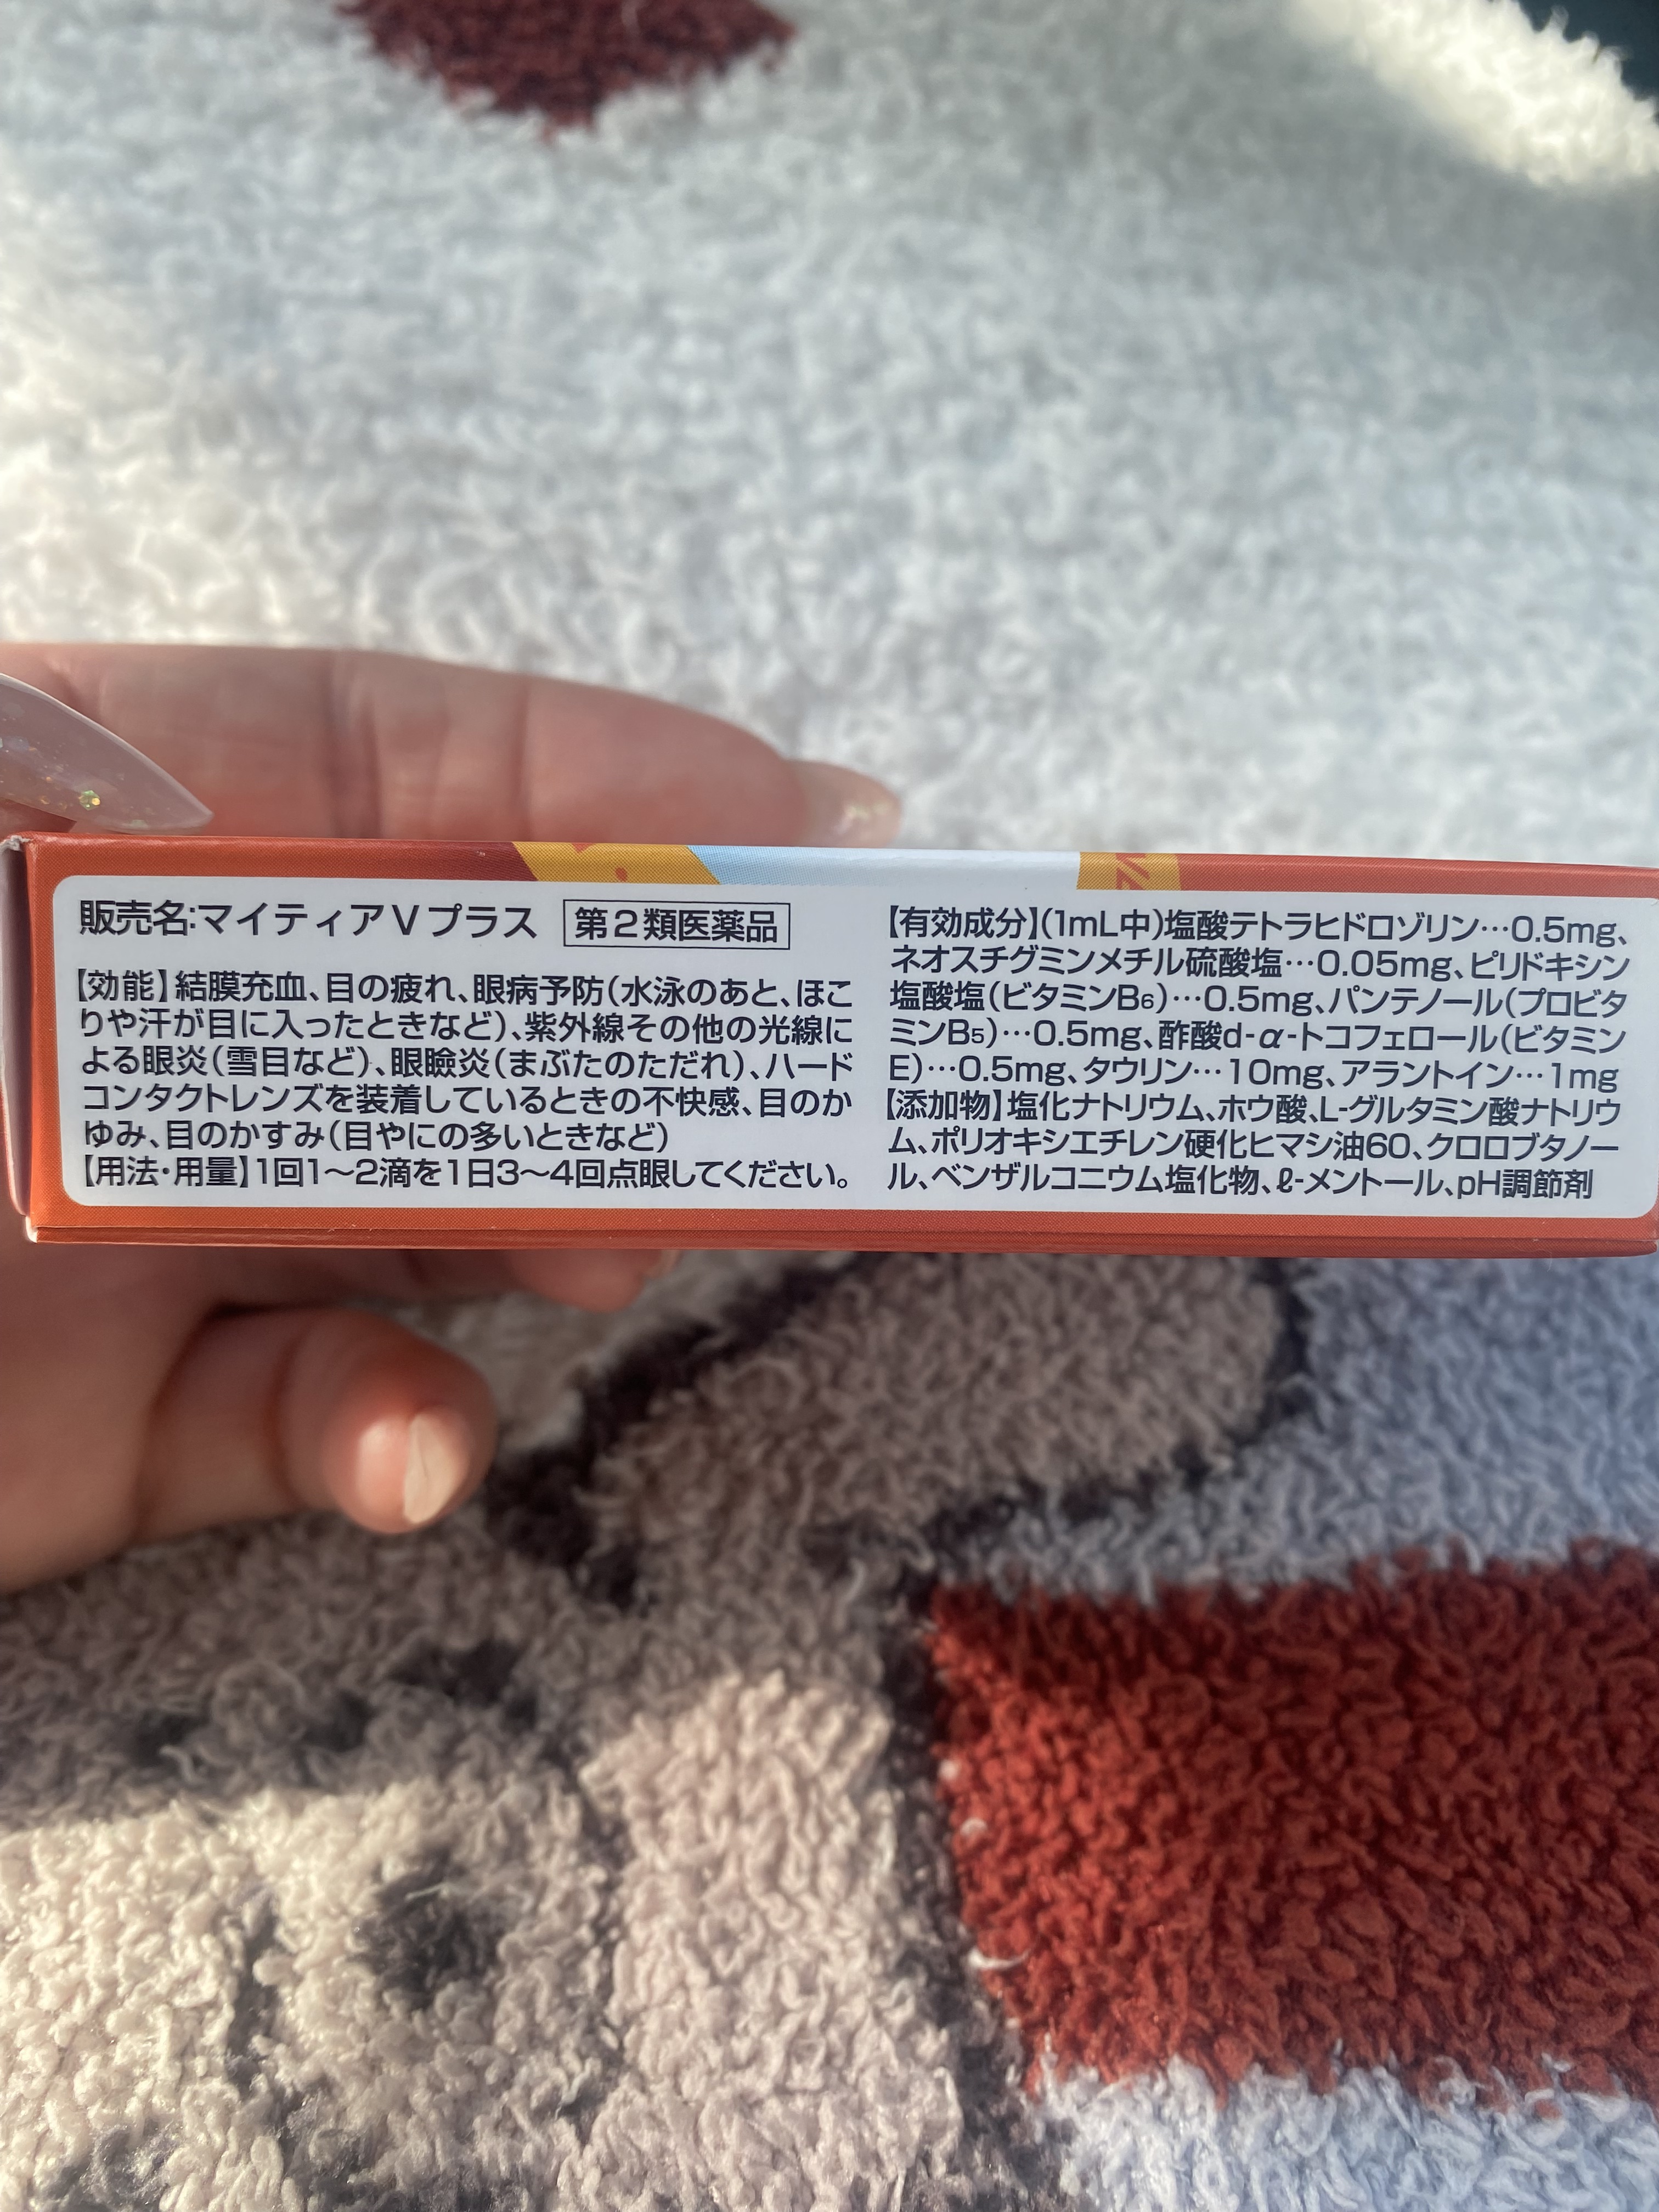 販売名:マイティアVプラス 第2類医薬品
【効能】結膜充血、目の疲れ、眼病予防(水泳のあと、ほこ
りや汗が目に入ったときなど)、紫外線その他の光線に
よる眼炎(雪目など)、眼瞼炎(まぶたのただれ)、ハード
コンタクトレンズを装着しているときの不快感、目のか
ゆみ、目のかすみ(目やにの多いときなど)
【用法・用量】1回1〜2滴を1日3〜4回点眼してください。
【有効成分】(1mL中)塩酸テトラヒドロゾリン…0.5mg、
ネオスチグミンメチル硫酸塩…0.05mg、ピリドキシン
塩酸塩(ビタミンB6)…0.5mg、パンテノール(プロビタ
ミンB5)…0.5mg、酢酸d-α-トコフェロール(ビタミン
E)…0.5mg、タウリン…10mg、アラントイン…1mg
【添加物】塩化ナトリウム、ホウ酸、L-グルタミン酸ナトリウ
ム、ポリオキシエチレン硬化ヒマシ油60、クロロブタノー
ル、ベンザルコニウム塩化物、ℓ-メントール、pH調節剤